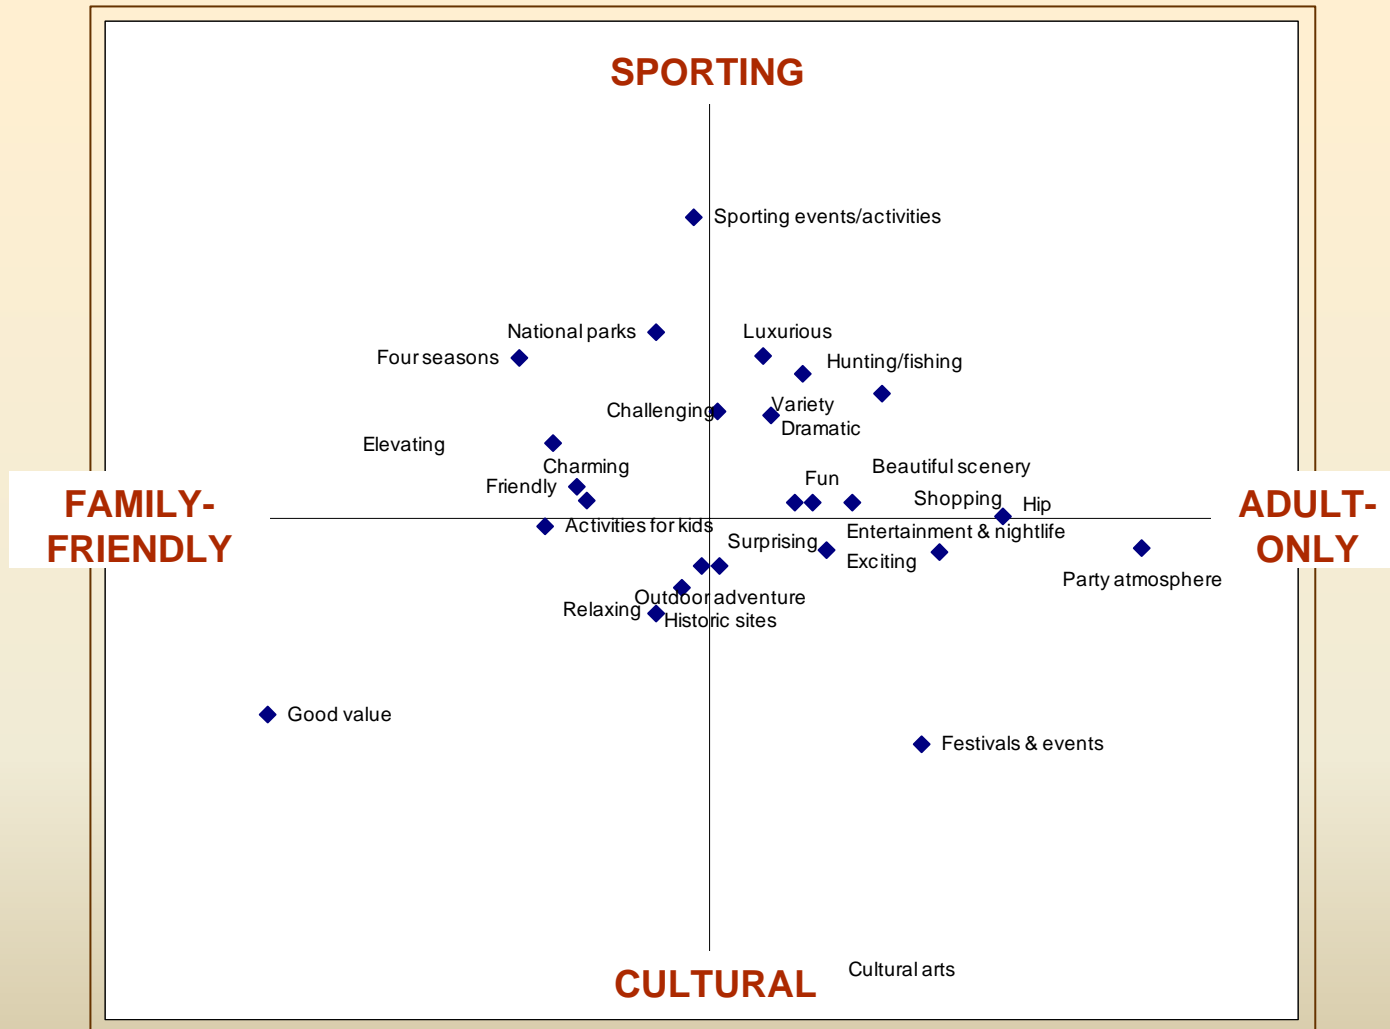 SPORTING
Sporting events/activities
National parks
Luxurious
Four seasons
Hunting/fishing
Challenging
Variety
Dramatic
Elevating
Charming
Beautiful scenery
Fun
Friendly
Shopping
Hip
FAMILY-
FRIENDLY
ADULT-
ONLY
Activities for kids
Entertainment & nightlife
Surprising
Exciting
Party atmosphere
Outdoor adventure
Relaxing
Historic sites
Good value
Festivals & events
Cultural arts
CULTURAL